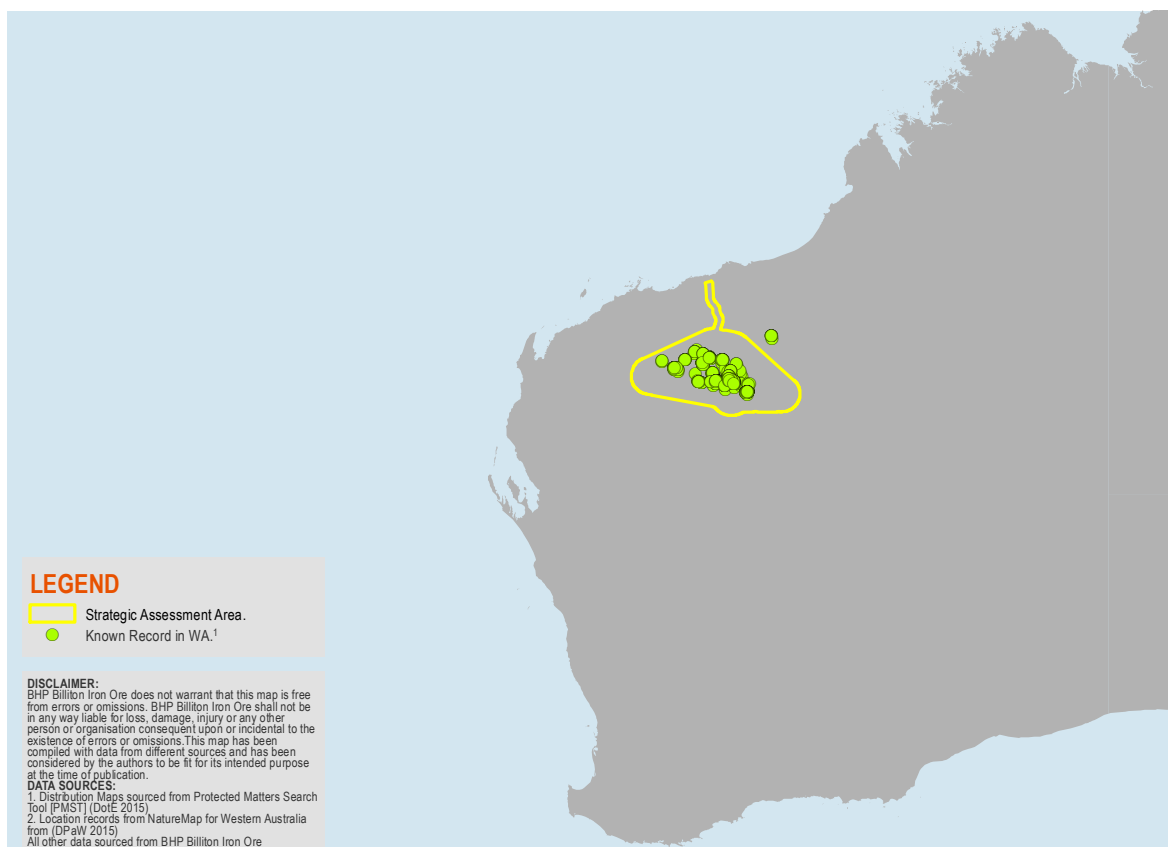 LEGEND
Strategic Assessment Area.
Known Record in WA.¹
DISCLAIMER:
BHP Billiton Iron Ore does not warrant that this map is free
from errors or omissions. BHP Billiton Iron Ore shall not be
in any way liable for loss, damage, injury or any other
person or organisation consequent upon or incidental to the
existence of errors or omissions.This map has been
compiled with data from different sources and has been
considered by the authors to be fit for its intended purpose
at the time of publication.
DATA SOURCES:
1. Distribution Maps sourced from Protected Matters Search
Tool [PMST] (DotE 2015)
2. Location records from NatureMap for Western Australia
from (DPaW 2015)
All other data sourced from BHP Billiton Iron Ore